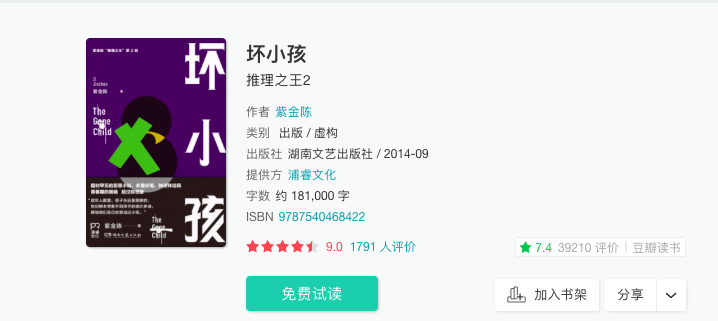 紫金陈“推理之王”第2部
坏
小
孩
Jinchen
紫金陈
The
Gone
Child
紫金陈
The
Gone
Child
坏小孩
推理之王2
作者 紫金陈
类别 出版 / 虚构
出版社 湖南文艺出版社 / 2014-09
提供方 浦睿文化
字数 约 181,000 字
ISBN 9787540468422
9.0 1791 人评价
7.4 39210 评价 | 豆瓣读书
免费试读
加入书架
分享